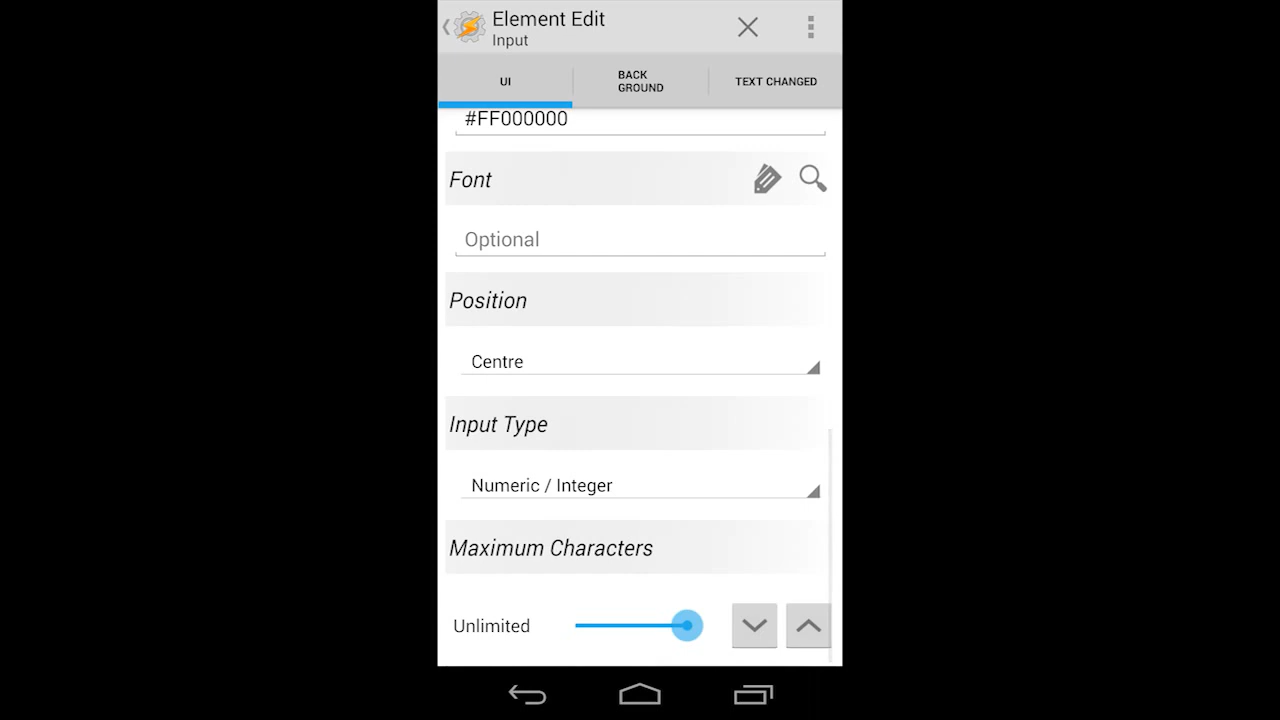 Element Edit
Input
UI
BACK
GROUND
TEXT CHANGED
#FF000000
Font
Optional
Position
Centre
Input Type
Numeric / Integer
Maximum Characters
Unlimited